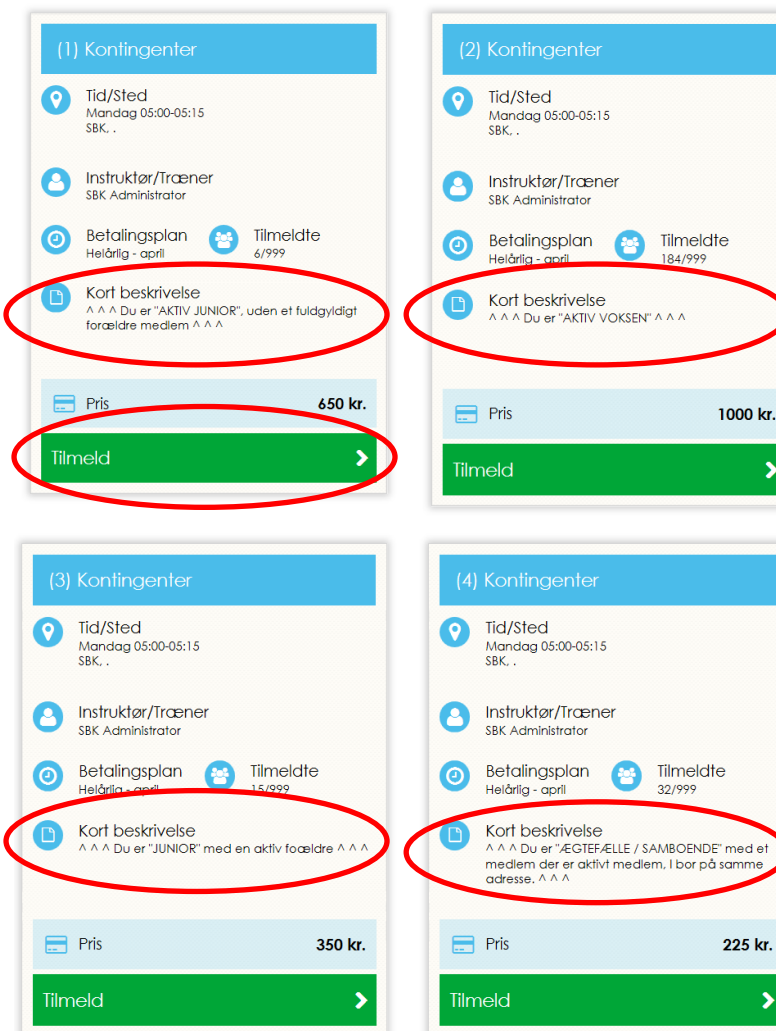 (1) Kontingenter
Tid/Sted
Mandag 05:00-05:15
SBK, .
Instruktør/Træner
SBK Administrator
Betalingsplan
Helårlig - april
Tilmeldte
6/999
Kort beskrivelse
^ ^ ^ Du er "AKTIV JUNIOR", uden et fuldgyldigt
forældre medlem ^ ^ ^
Pris
650 kr.
Tilmeld
(2) Kontingenter
Tid/Sted
Mandag 05:00-05:15
SBK, .
Instruktør/Træner
SBK Administrator
Betalingsplan
Helårlig - april
Tilmeldte
184/999
Kort beskrivelse
^ ^ ^ Du er "AKTIV VOKSEN" ^ ^ ^
Pris
1000 kr.
Tilmeld
(3) Kontingenter
Tid/Sted
Mandag 05:00-05:15
SBK, .
Instruktør/Træner
SBK Administrator
Betalingsplan
Helårlig - april
Tilmeldte
15/999
Kort beskrivelse
^ ^ ^ Du er "JUNIOR" med en aktiv foældre ^ ^ ^
Pris
350 kr.
Tilmeld
(4) Kontingenter
Tid/Sted
Mandag 05:00-05:15
SBK, .
Instruktør/Træner
SBK Administrator
Betalingsplan
Helårlig - april
Tilmeldte
32/999
Kort beskrivelse
^ ^ ^ Du er "ÆGTEFÆLLE / SAMBOENDE" med et
medlem der er aktivt medlem, I bor på samme
adresse. ^ ^ ^
Pris
225 kr.
Tilmeld